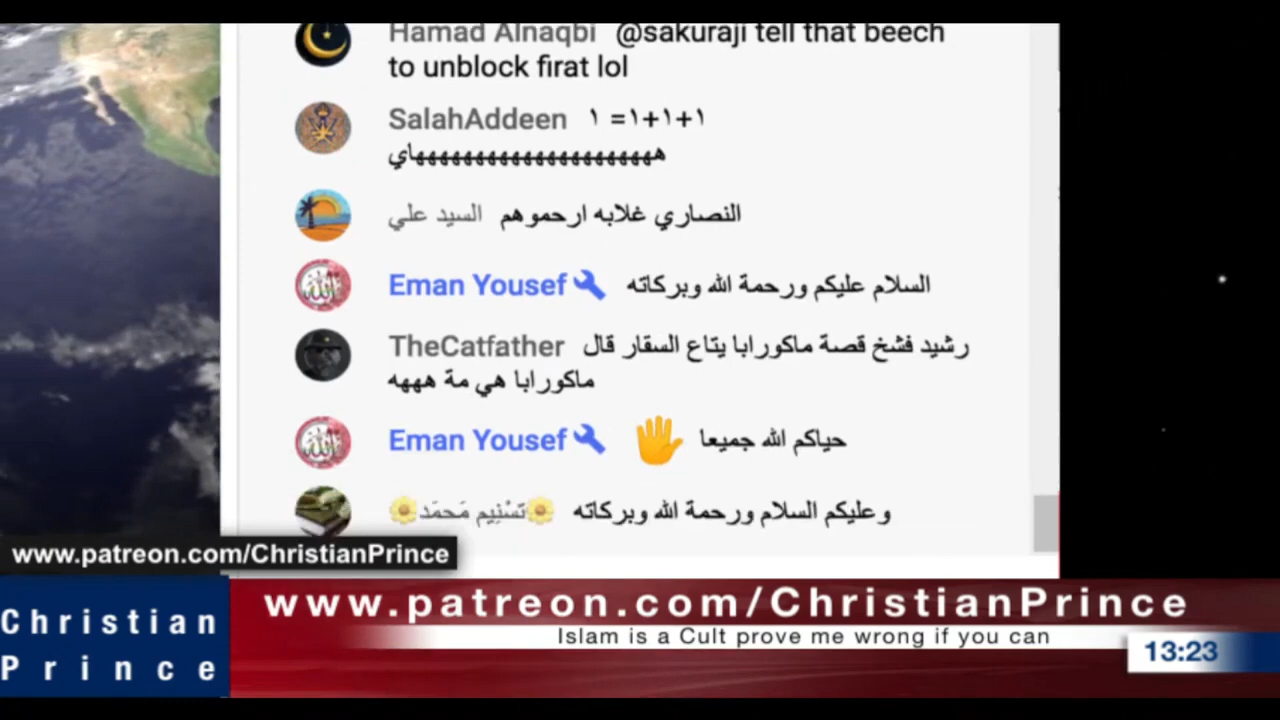 Hamad Alnaqbi @sakuraji tell that beech
to unblock firat lol
SalahAddeen ١+١+١= ١
هههههههههههههههههههاي
السيد علي النصاري غلابه ارحموهم
Eman Yousef السلام عليكم ورحمة الله وبركاته
TheCatfather رشيد فشخ قصة ماكورابا يتاع السقار قال
ماكورابا هي مة هههه
Eman Yousef 🖐 حياكم الله جميعا
🌼تَسْنِيم مَحمَد🌼 وعليكم السلام ورحمة الله وبركاته
www.patreon.com/ChristianPrince
www.patreon.com/ChristianPrince
Islam is a Cult prove me wrong if you can
Christian
Prince
13:23